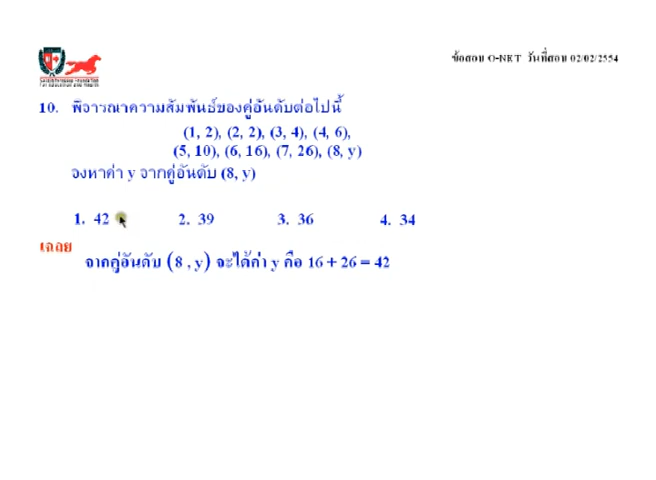 ข้อสอบ O-NET วันที่สอบ 02/02/2554
10. พิจารณาความสัมพันธ์ของคู่อันดับต่อไปนี้
(1, 2), (2, 2), (3, 4), (4, 6),
(5, 10), (6, 16), (7, 26), (8, y)
จงหาค่า y จากคู่อันดับ (8, y)
1. 42 2. 39 3. 36 4. 34
เฉลย
จากคู่อันดับ (8 , y) จะได้ค่า y คือ 16 + 26 = 42